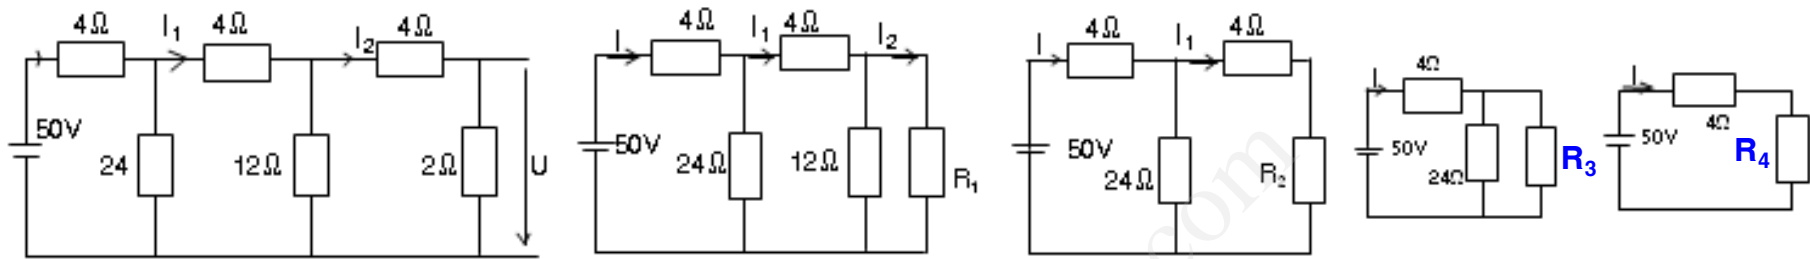 4Ω I₁ 4Ω I₂ 4Ω
50V 24 12Ω 2Ω U
I 4Ω I₁ 4Ω I₂
50V 24Ω 12Ω R₁
I 4Ω I₁ 4Ω
50V 24Ω R₂
I 4Ω
50V 24Ω R₃
I 4Ω
50V R₄
com